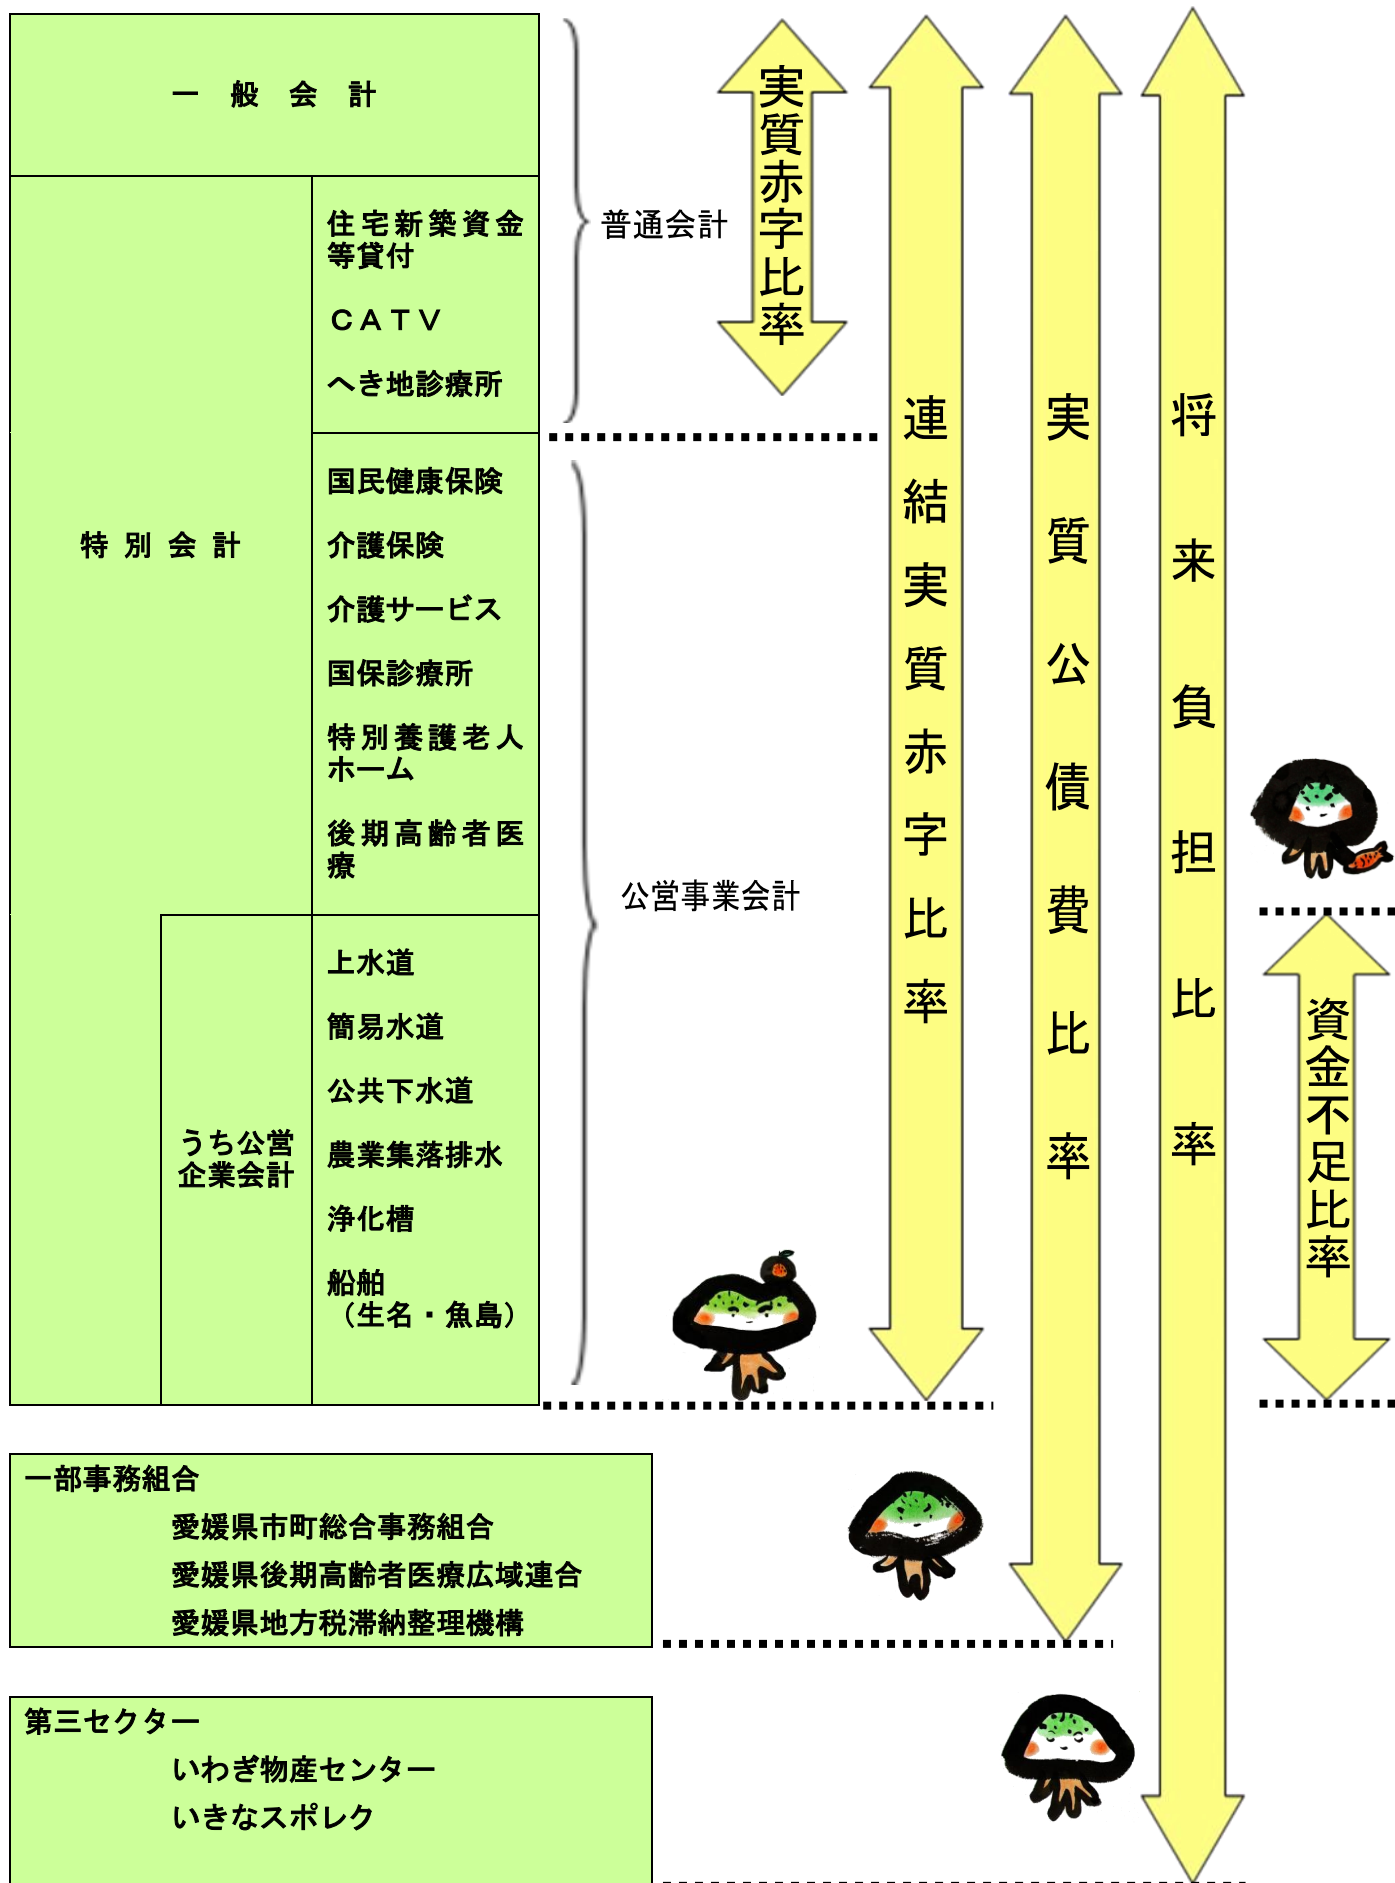 一般会計
特別会計
住宅新築資金
等貸付
ＣＡＴＶ
へき地診療所
国民健康保険
介護保険
介護サービス
国保診療所
特別養護老人
ホーム
後期高齢者医
療
うち公営
企業会計
上水道
簡易水道
公共下水道
農業集落排水
浄化槽
船舶
（生名・魚島）
普通会計
公営事業会計
実質赤字比率
連結実質赤字比率
実質公債費比率
将来負担比率
資金不足比率
一部事務組合
愛媛県市町総合事務組合
愛媛県後期高齢者医療広域連合
愛媛県地方税滞納整理機構
第三セクター
いわぎ物産センター
いきなスポレク